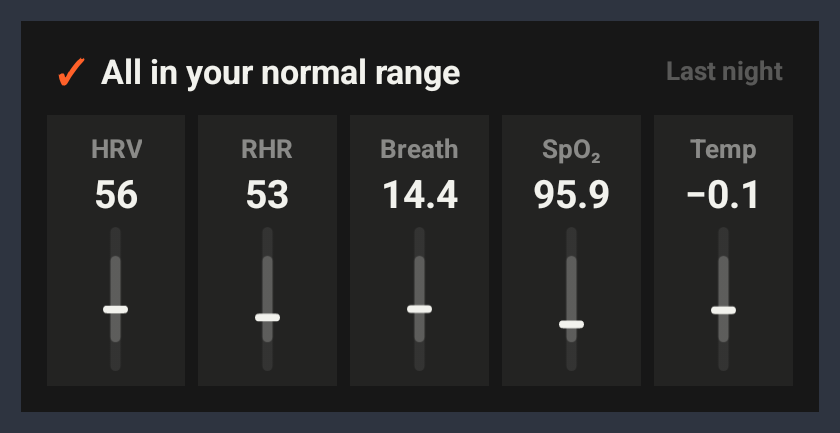 ✓ All in your normal range
Last night
HRV
56
RHR
53
Breath
14.4
SpO₂
95.9
Temp
−0.1